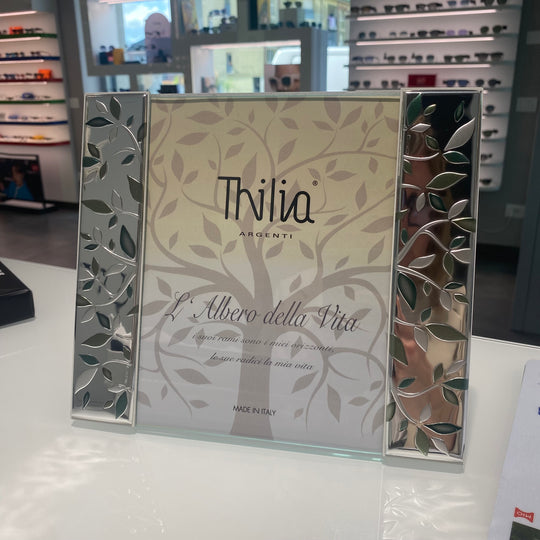 Thilia®
ARGENTI
L'Albero della Vita
i suoi rami sono i miei orizzonti,
le sue radici la mia vita
MADE IN ITALY